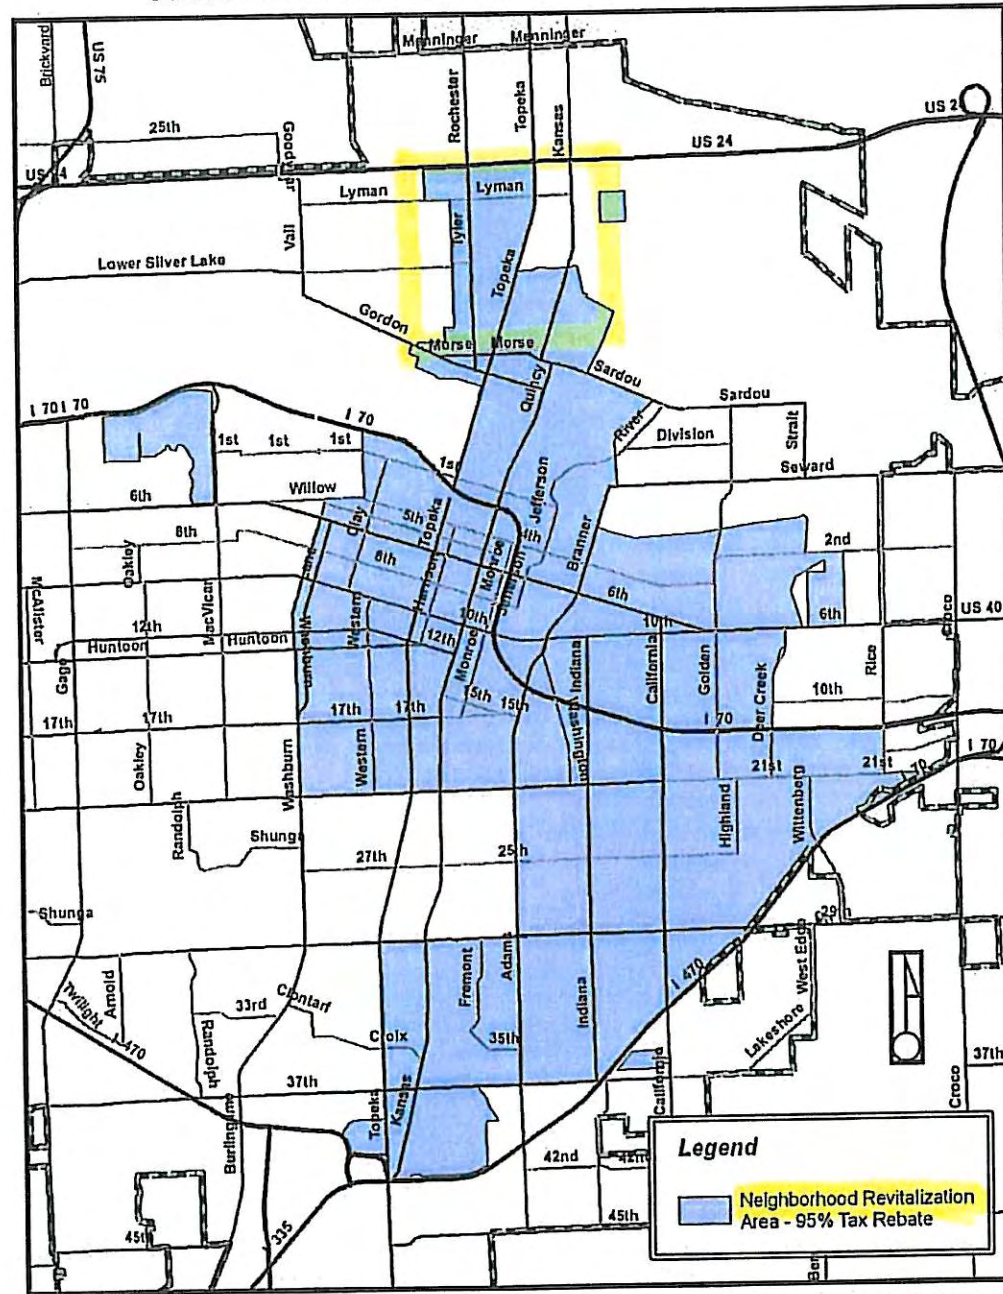 Brickyard
US 75
Menninger
Menninger
Rochester
Topeka
Kansas
US 2
25th
US 24
Lyman
Lyman
Tyler
Vail
Lower Silver Lake
Topeka
Gordon
Morse
Morse
Quincy
Sardou
Sardou
I 70
I 70
I 70
River
Division
Strait
1st
1st
1st
1st
Seward
6th
Willow
Jefferson
5th
4th
Topeka
Clay
Branner
8th
8th
2nd
Lane
Oakley
Monroe
Harrison
Jefferson
6th
6th
McAlister
MacVicar
US 40
Croco
12th
10th
10th
Huntoon
Huntoon
12th
Western
Washburn
Monroe
Gage
Indiana
California
Golden
Rice
Deer Creek
10th
15th
15th
Washington
17th
17th
17th
17th
I 70
I 70
Oakley
Western
Washburn
21st
21st
Randolph
Highland
Wittenberg
Shunga
27th
25th
Shunga
29th
Adams
Fremont
West Edge
Arnold
Twilight
Clontarf
33rd
Indiana
I 470
I 470
Randolph
Croix
35th
Lakeshore
37th
37th
Topeka
Kansas
California
Croco
Burlingame
42nd
42nd
45th
45th
I 335
Legend
Neighborhood Revitalization
Area - 95% Tax Rebate